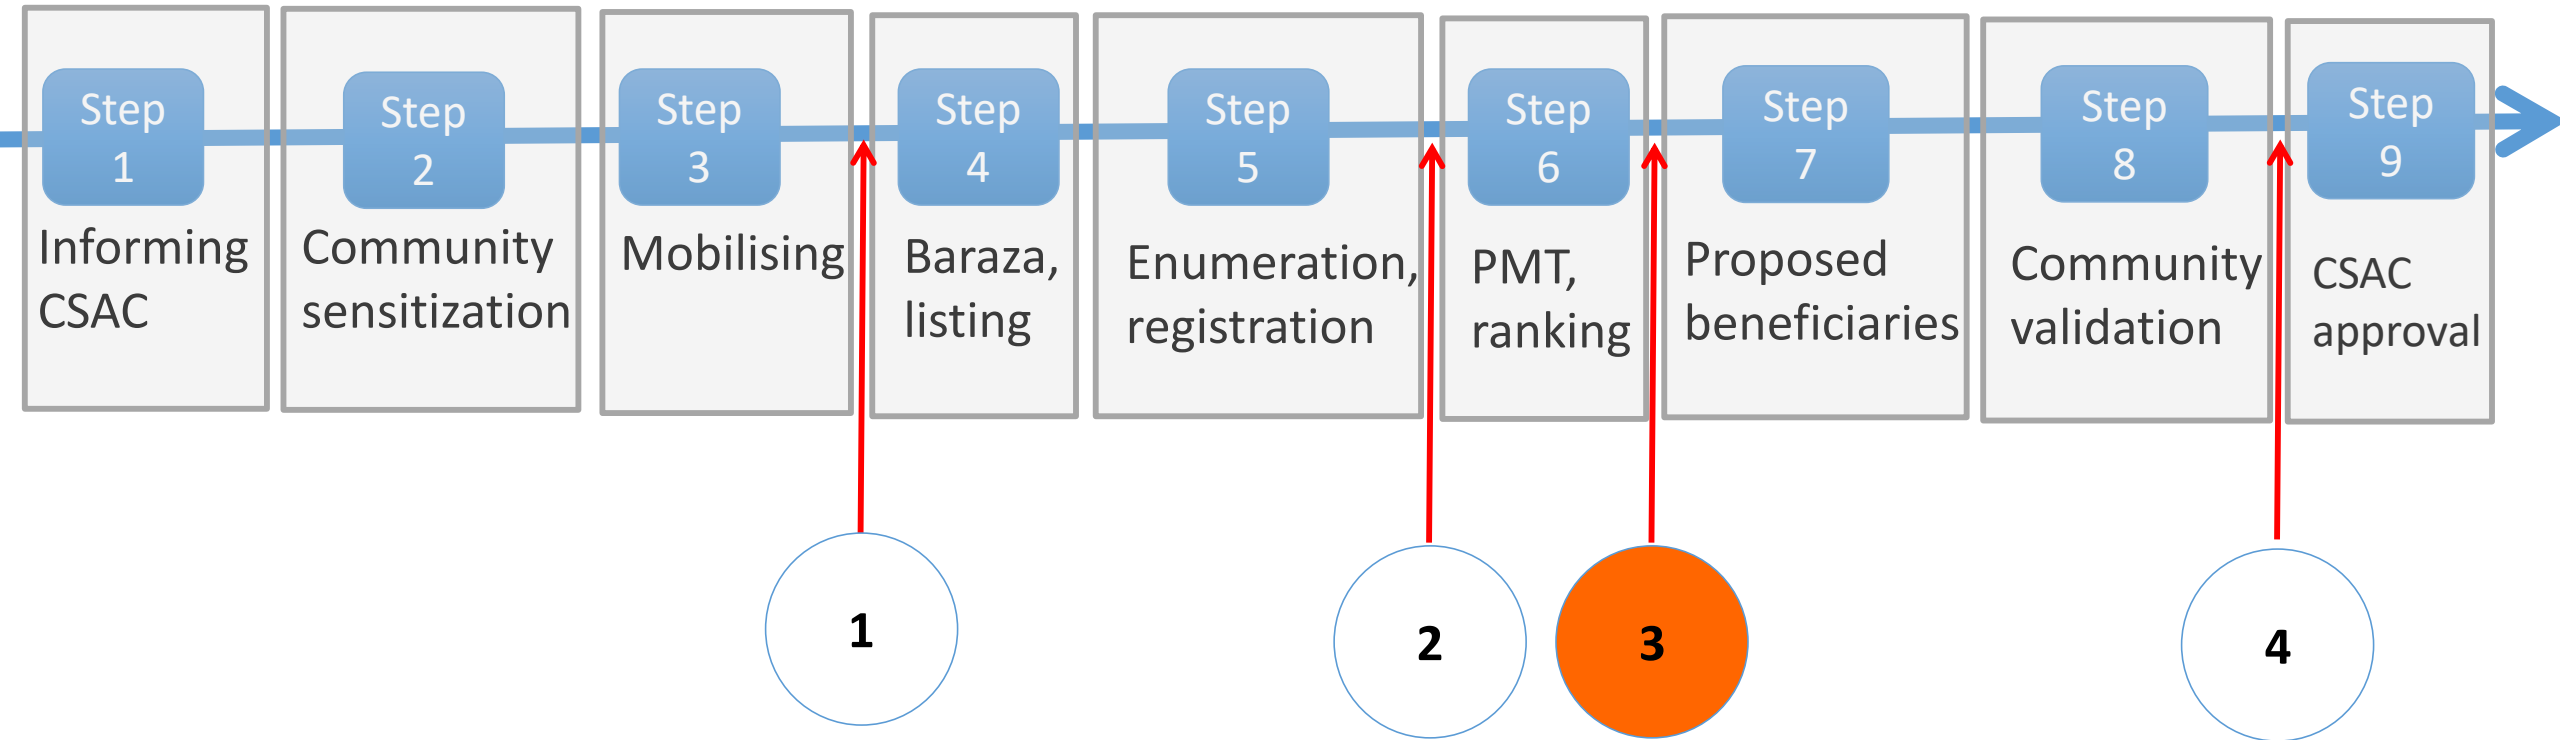 Step
1
Informing
CSAC
Step
2
Community
sensitization
Step
3
Mobilising
Step
4
Baraza,
listing
Step
5
Enumeration,
registration
Step
6
PMT,
ranking
Step
7
Proposed
beneficiaries
Step
8
Community
validation
Step
9
CSAC
approval
1
2
3
4